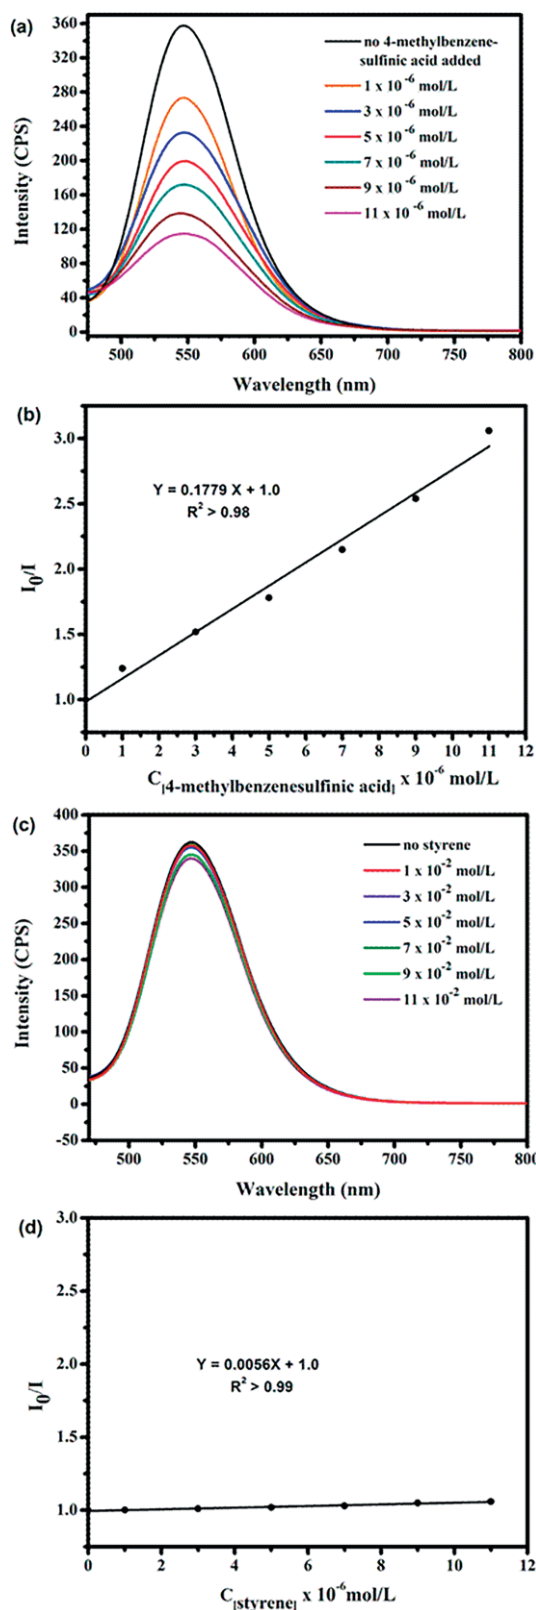 (a)
360
320
280
240
200
160
120
80
40
0
Intensity (CPS)
no 4-methylbenzene-
sulfinic acid added
1 x 10⁻⁶ mol/L
3 x 10⁻⁶ mol/L
5 x 10⁻⁶ mol/L
7 x 10⁻⁶ mol/L
9 x 10⁻⁶ mol/L
11 x 10⁻⁶ mol/L
500 550 600 650 700 750 800
Wavelength (nm)
(b)
3.0
2.5
2.0
1.5
1.0
I₀/I
Y = 0.1779 X + 1.0
R² > 0.98
0 1 2 3 4 5 6 7 8 9 10 11 12
C[4-methylbenzenesulfinic acid] x 10⁻⁶ mol/L
(c)
400
350
300
250
200
150
100
50
0
-50
Intensity (CPS)
no styrene
1 x 10⁻² mol/L
3 x 10⁻² mol/L
5 x 10⁻² mol/L
7 x 10⁻² mol/L
9 x 10⁻² mol/L
11 x 10⁻² mol/L
500 550 600 650 700 750 800
Wavelength (nm)
(d)
3.0
2.5
2.0
1.5
1.0
I₀/I
Y = 0.0056X + 1.0
R² > 0.99
0 2 4 6 8 10 12
C[styrene] x 10⁻⁶mol/L